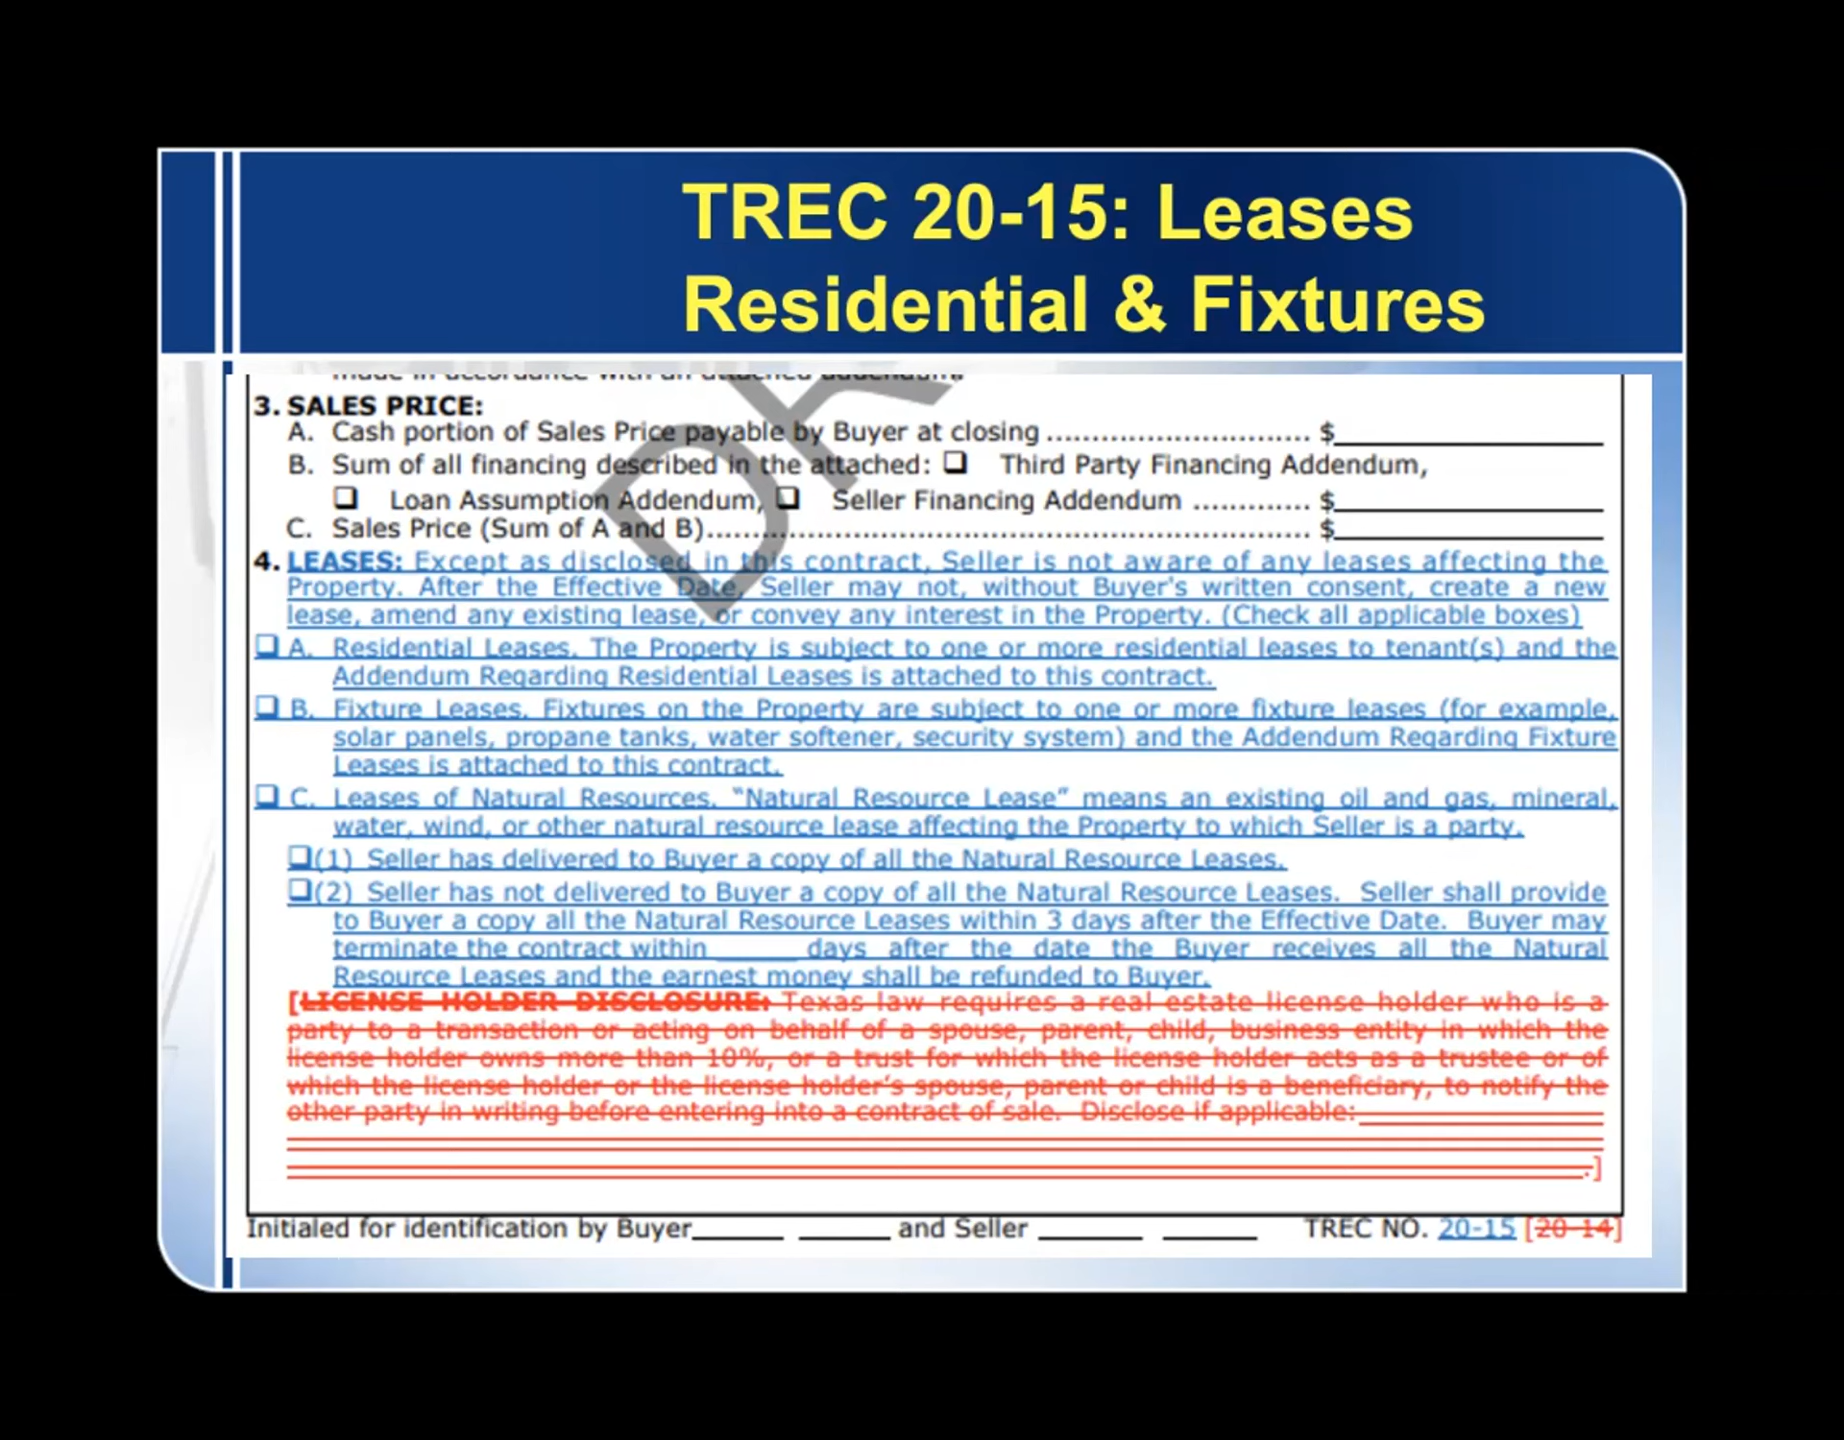 TREC 20-15: Leases
Residential & Fixtures
made in accordance with an attached addendum.
3. SALES PRICE:
A. Cash portion of Sales Price payable by Buyer at closing ............................ $
B. Sum of all financing described in the attached: ❑ Third Party Financing Addendum,
❑ Loan Assumption Addendum, ❑ Seller Financing Addendum ............ $
C. Sales Price (Sum of A and B)................................................................ $
4. LEASES: Except as disclosed in this contract, Seller is not aware of any leases affecting the
Property. After the Effective Date, Seller may not, without Buyer's written consent, create a new
lease, amend any existing lease, or convey any interest in the Property. (Check all applicable boxes)
❑ A. Residential Leases. The Property is subject to one or more residential leases to tenant(s) and the
Addendum Regarding Residential Leases is attached to this contract.
❑ B. Fixture Leases. Fixtures on the Property are subject to one or more fixture leases (for example,
solar panels, propane tanks, water softener, security system) and the Addendum Regarding Fixture
Leases is attached to this contract.
❑ C. Leases of Natural Resources. “Natural Resource Lease” means an existing oil and gas, mineral,
water, wind, or other natural resource lease affecting the Property to which Seller is a party.
❑(1) Seller has delivered to Buyer a copy of all the Natural Resource Leases.
❑(2) Seller has not delivered to Buyer a copy of all the Natural Resource Leases. Seller shall provide
to Buyer a copy all the Natural Resource Leases within 3 days after the Effective Date. Buyer may
terminate the contract within ______ days after the date the Buyer receives all the Natural
Resource Leases and the earnest money shall be refunded to Buyer.
[LICENSE HOLDER DISCLOSURE: Texas law requires a real estate license holder who is a
party to a transaction or acting on behalf of a spouse, parent, child, business entity in which the
license holder owns more than 10%, or a trust for which the license holder acts as a trustee or of
which the license holder or the license holder’s spouse, parent or child is a beneficiary, to notify the
other party in writing before entering into a contract of sale. Disclose if applicable:
.]
Initialed for identification by Buyer______ ______ and Seller ______ ______ TREC NO. 20-15 [20-14]